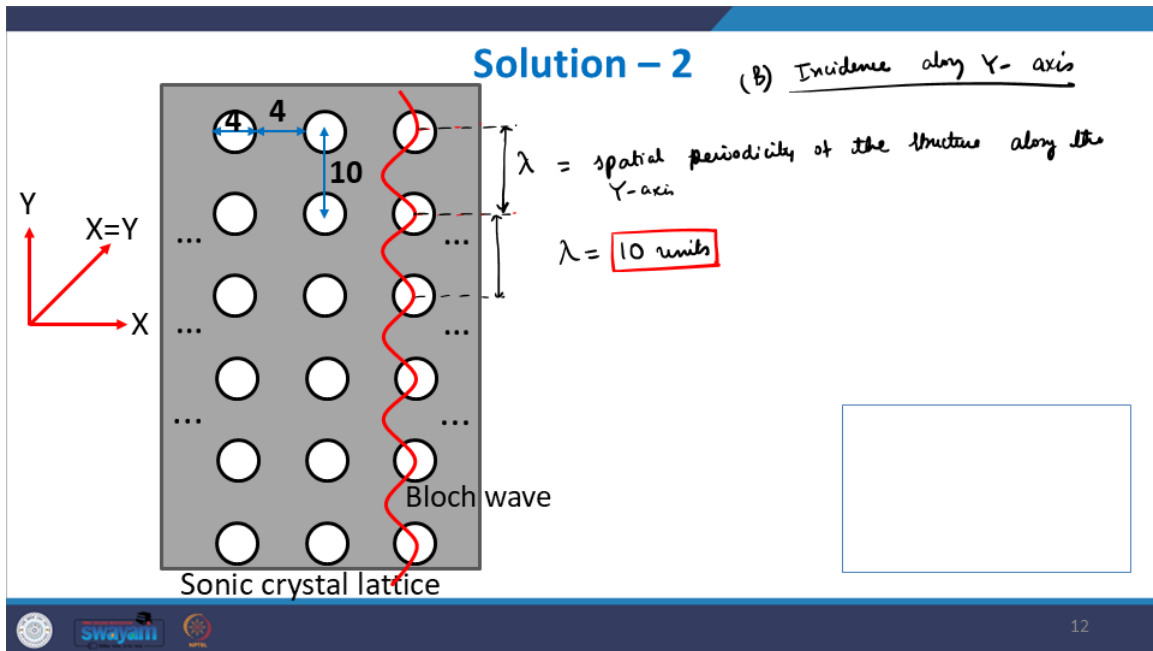 Solution – 2
(B) Incidence along Y- axis
4
4
10
λ = spatial periodicity of the structure along the
Y-axis
Y
X=Y
...
...
λ = 10 units
X
...
...
...
...
Bloch wave
Sonic crystal lattice
swayam
NPTEL
12